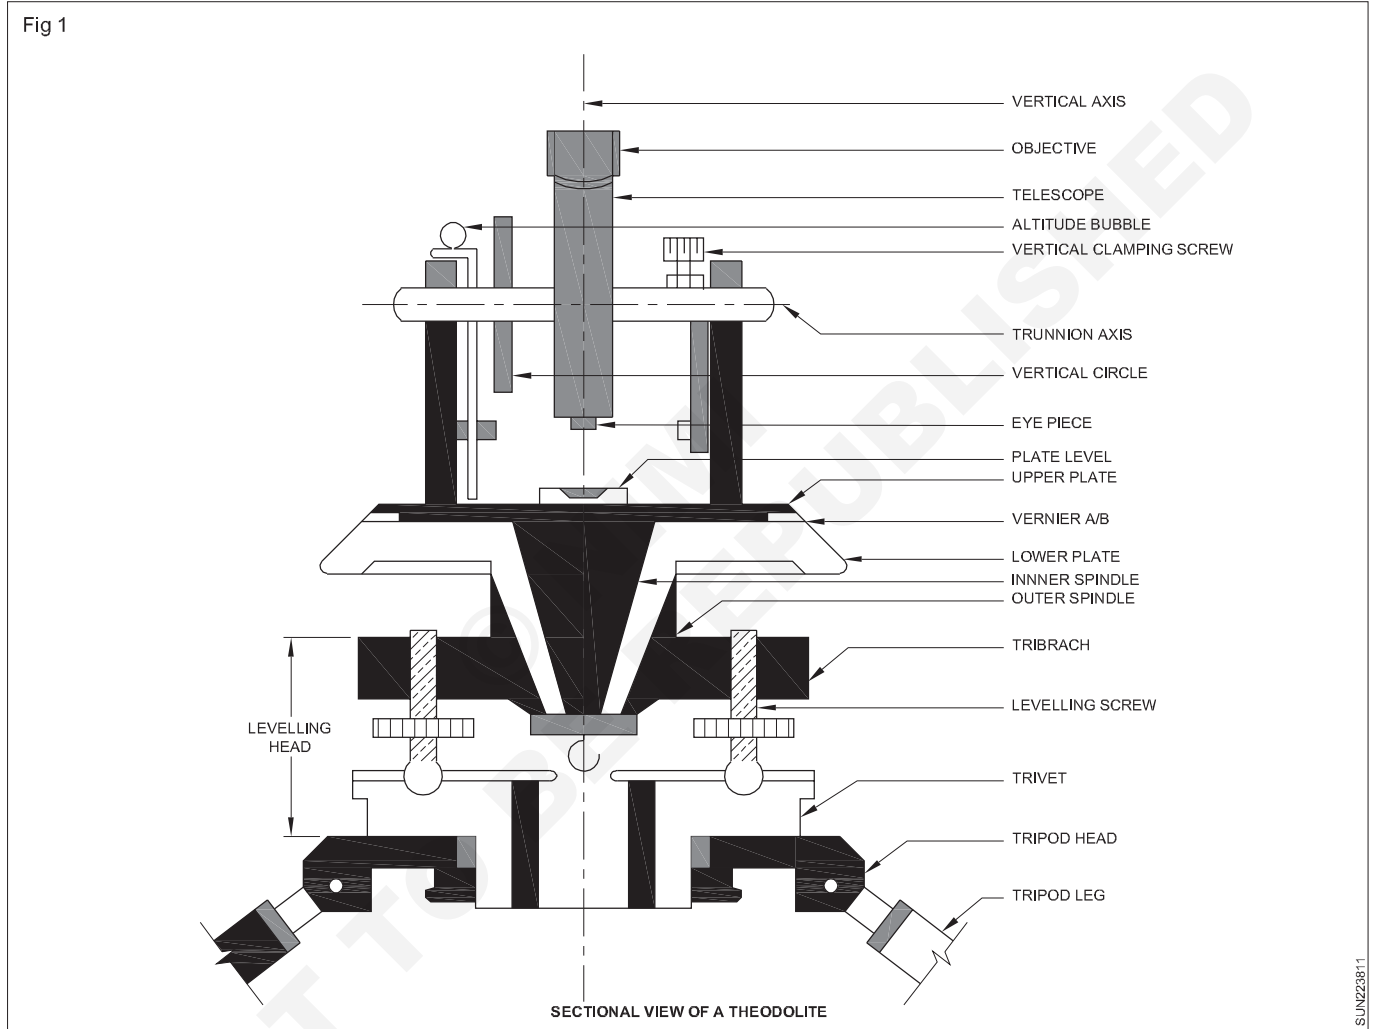 Fig 1
VERTICAL AXIS
OBJECTIVE
TELESCOPE
ALTITUDE BUBBLE
VERTICAL CLAMPING SCREW
TRUNNION AXIS
VERTICAL CIRCLE
EYE PIECE
PLATE LEVEL
UPPER PLATE
VERNIER A/B
LOWER PLATE
INNNER SPINDLE
OUTER SPINDLE
TRIBRACH
LEVELLING SCREW
LEVELLING
HEAD
TRIVET
TRIPOD HEAD
TRIPOD LEG
SECTIONAL VIEW OF A THEODOLITE
SUN223811